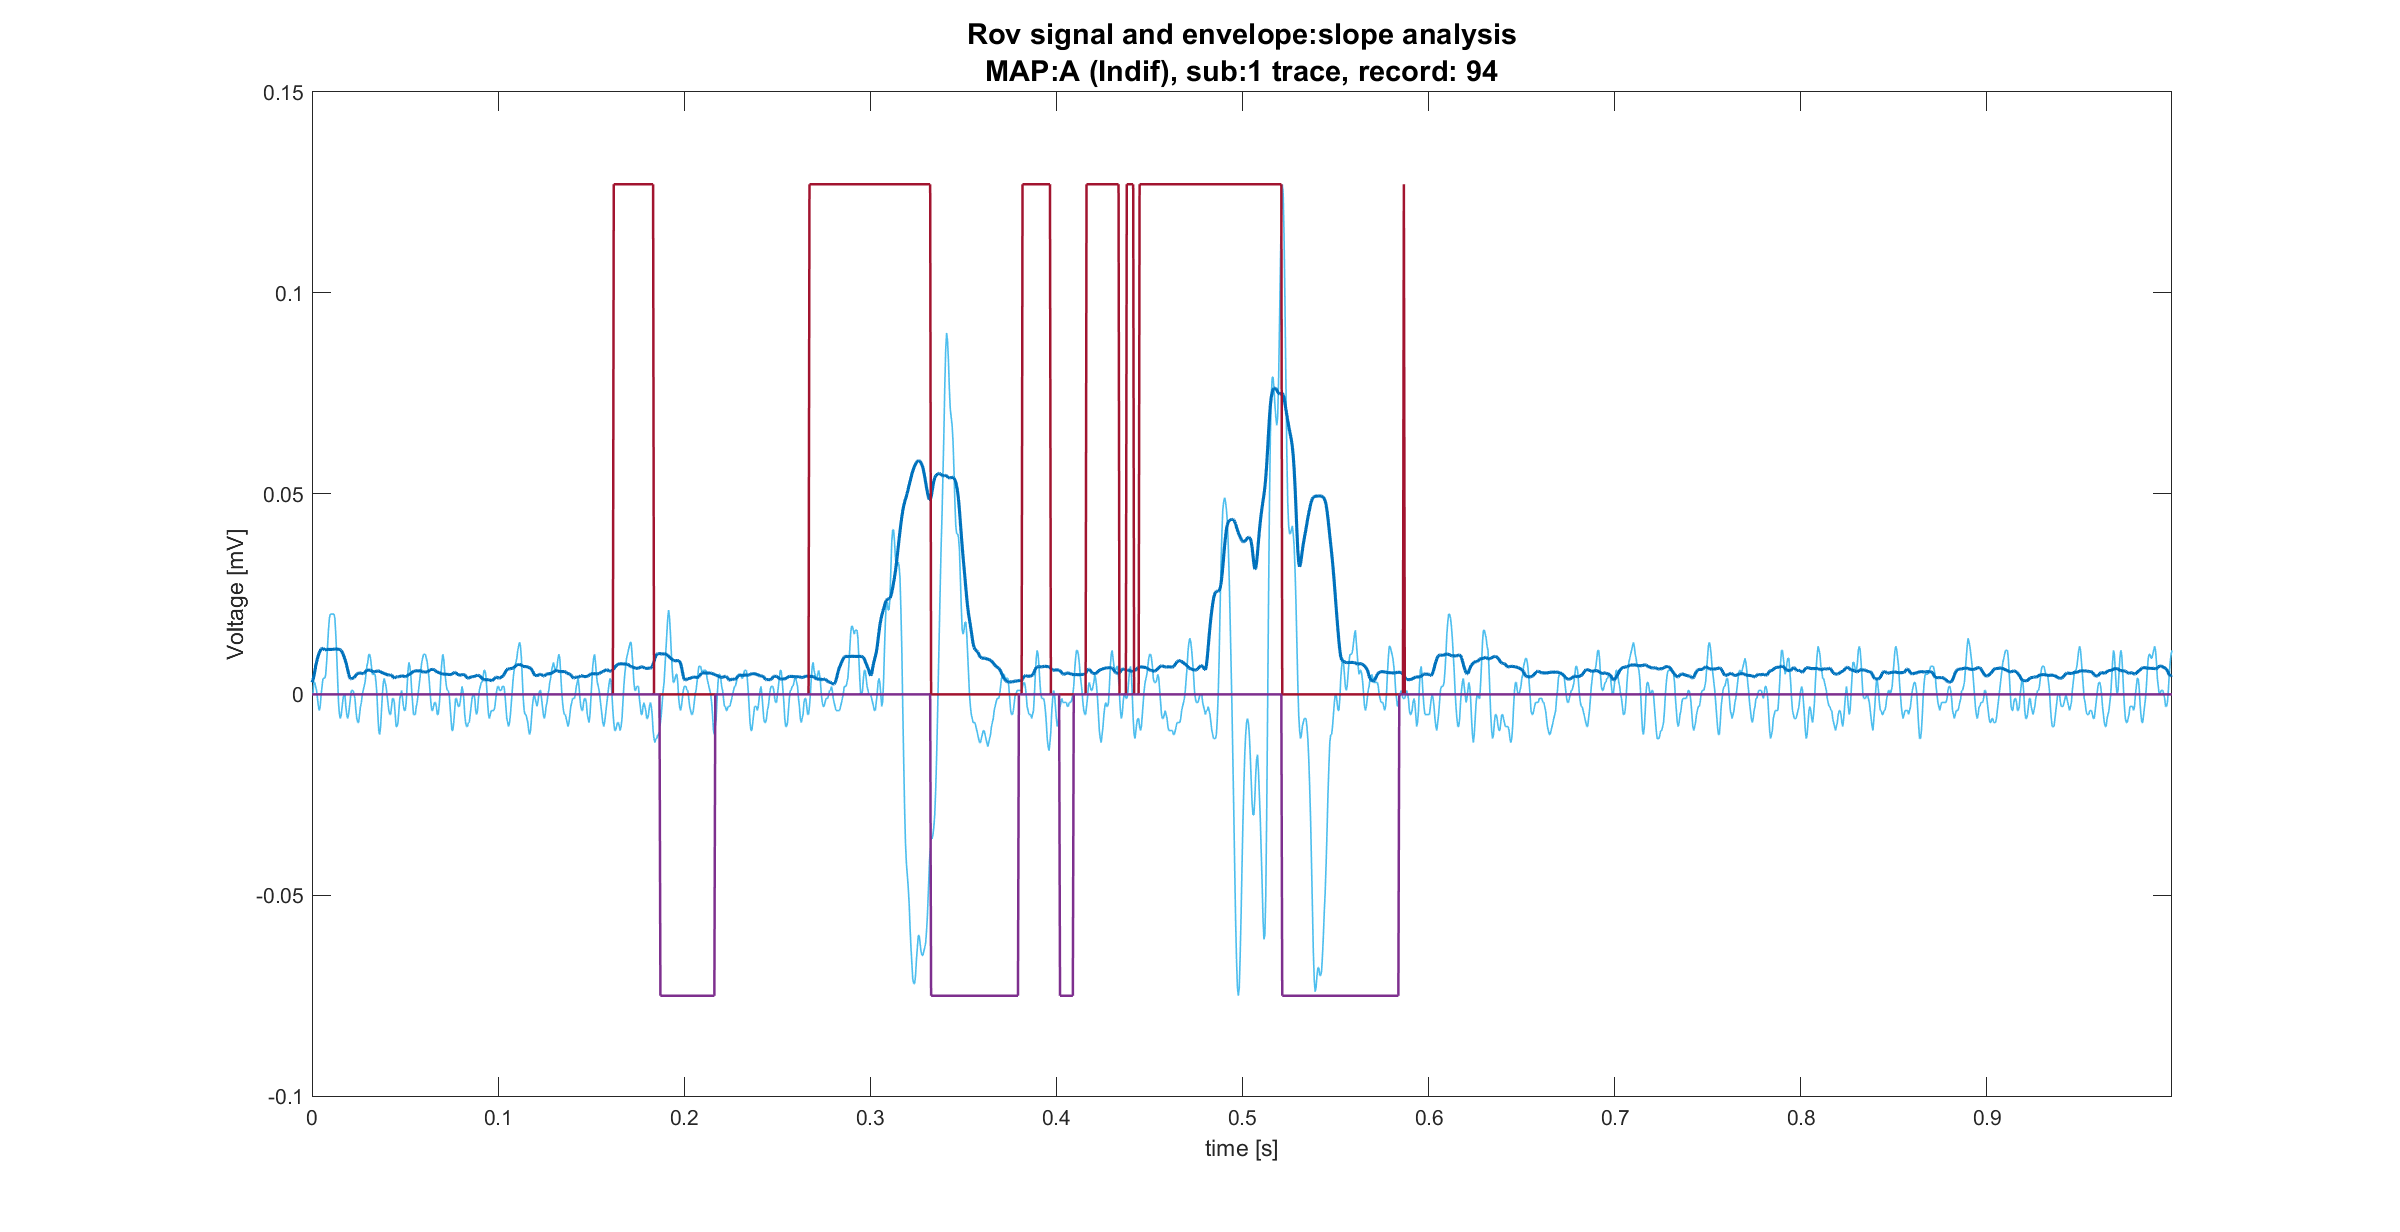 Rov signal and envelope:slope analysis
MAP:A (Indif), sub:1 trace, record: 94
0.15
0.1
0.05
0
-0.05
-0.1
Voltage [mV]
0 0.1 0.2 0.3 0.4 0.5 0.6 0.7 0.8 0.9
time [s]